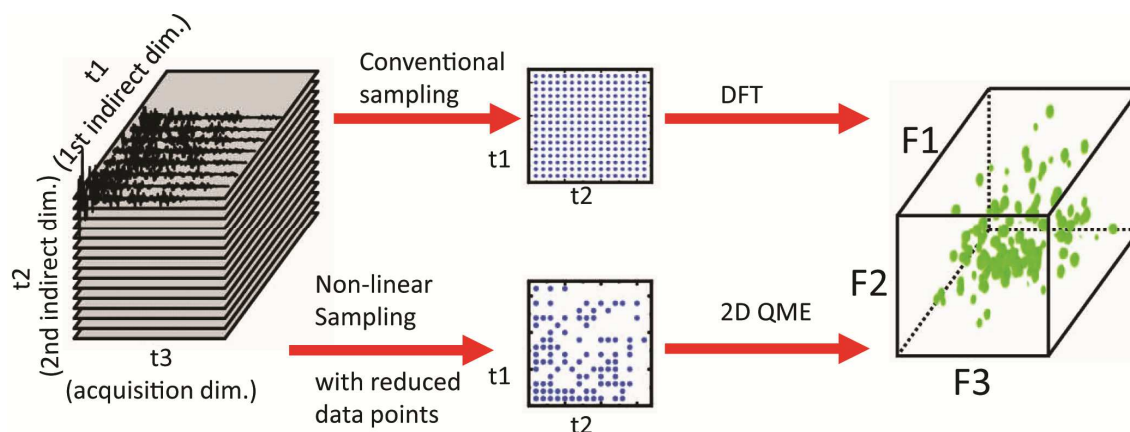 t1
(1st indirect dim.)
t2
(2nd indirect dim.)
t3
(acquisition dim.)
Conventional
sampling
t1
t2
DFT
Non-linear
Sampling
with reduced
data points
t1
t2
2D QME
F1
F2
F3